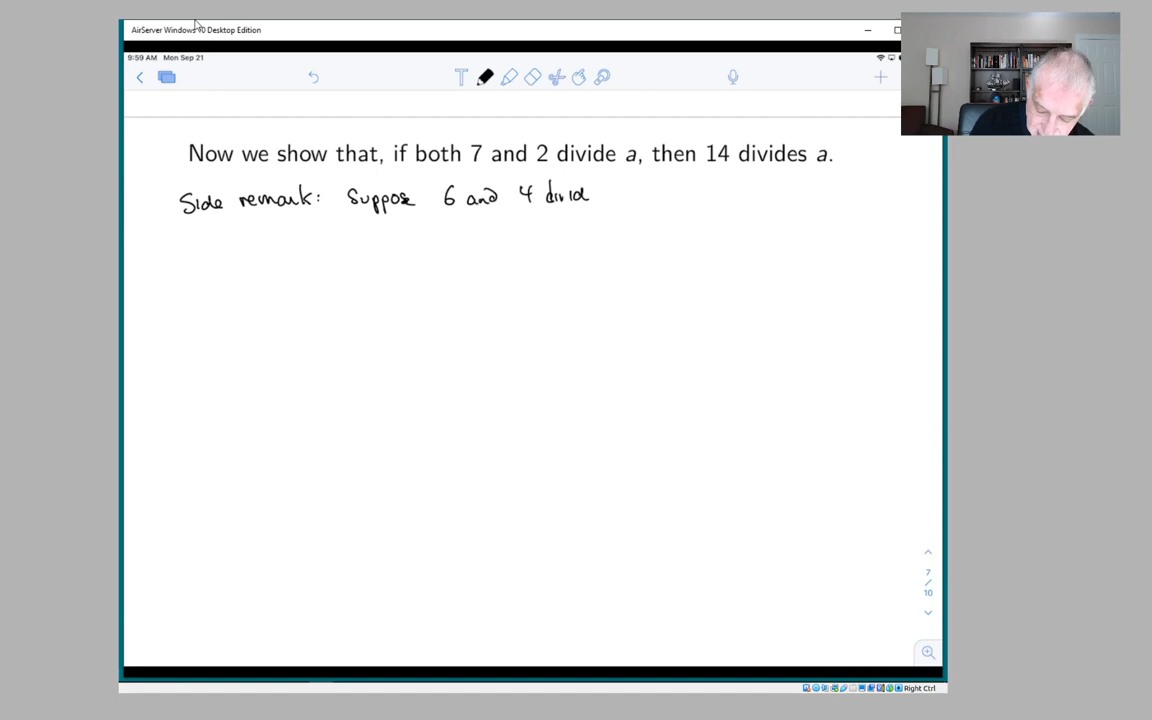 AirServer Windows 10 Desktop Edition
9:59 AM Mon Sep 21
Now we show that, if both 7 and 2 divide a, then 14 divides a.
Side remark: Suppose 6 and 4 divid
7
/
10
Right Ctrl